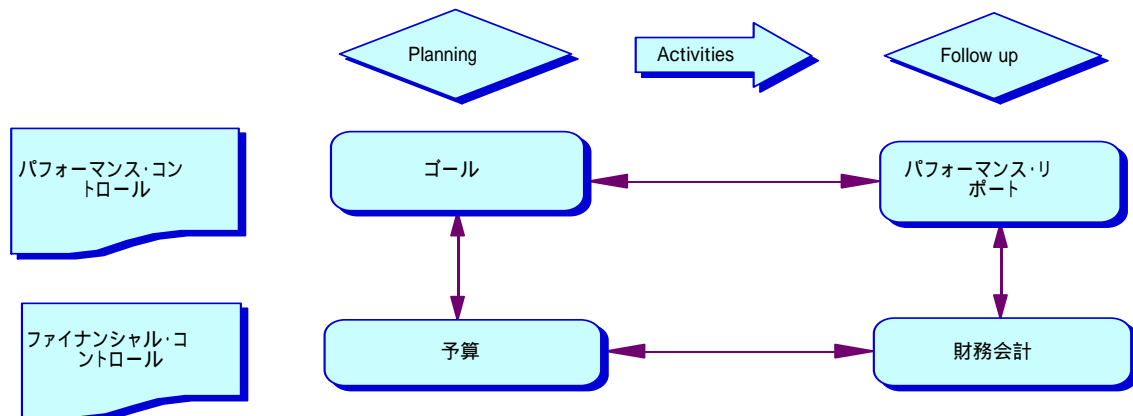 Planning
Activities
Follow up
パフォーマンス・コン
トロール
ゴール
パフォーマンス・リ
ポート
ファイナンシャル・コ
ントロール
予算
財務会計